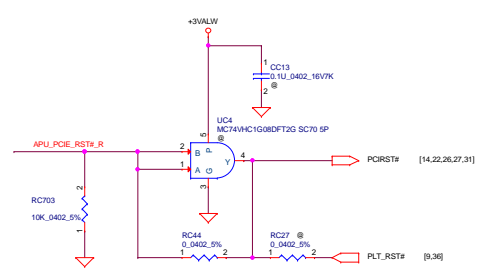 +3VALW
1
CC13
0.1U_0402_16V7K
2
@
UC4
MC74VHC1G08DFT2G SC70 5P
@
5
APU_PCIE_RST#_R
2
B
P
4
Y
1
A
G
3
PCIRST# [14,22,26,27,31]
2
RC703
10K_0402_5%
1
RC44
0_0402_5%
1
2
RC27 @
0_0402_5%
1
2
PLT_RST# [9,36]